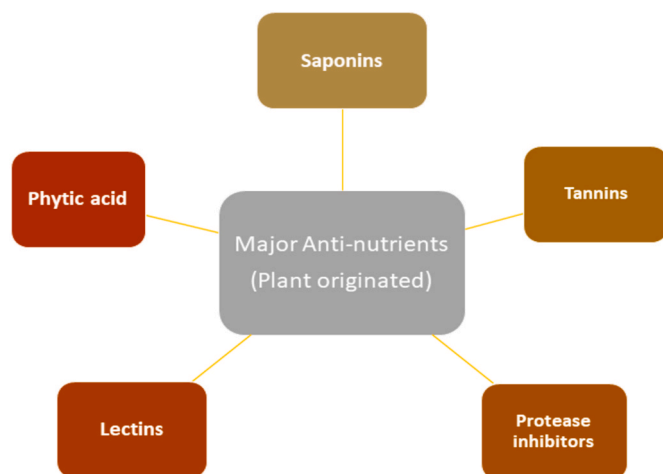 Saponins
Phytic acid
Tannins
Major Anti-nutrients
(Plant originated)
Lectins
Protease
inhibitors